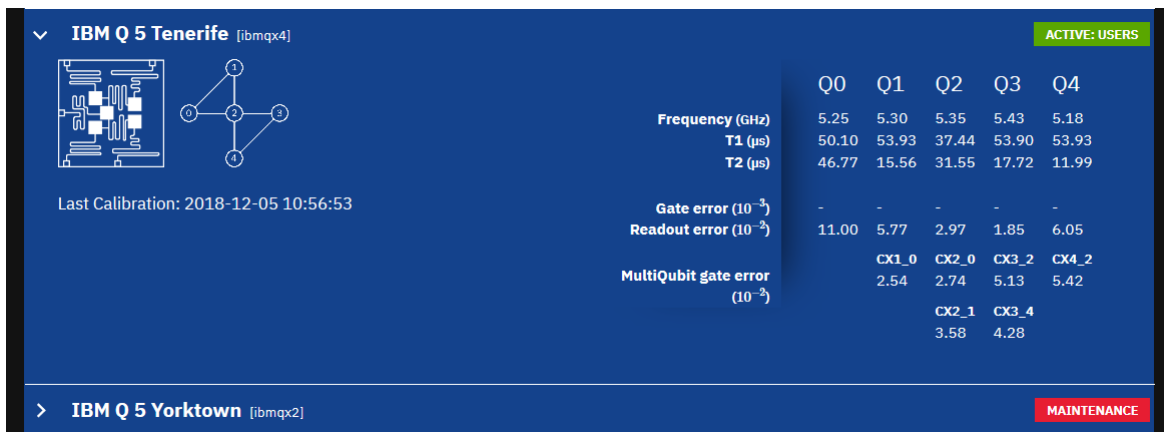 IBM Q 5 Tenerife [ibmqx4]
ACTIVE: USERS
1
0 2 3
4
Last Calibration: 2018-12-05 10:56:53
Q0 Q1 Q2 Q3 Q4
Frequency (GHz) 5.25 5.30 5.35 5.43 5.18
T1 (µs) 50.10 53.93 37.44 53.90 53.93
T2 (µs) 46.77 15.56 31.55 17.72 11.99
Gate error (10⁻³) - - - - -
Readout error (10⁻²) 11.00 5.77 2.97 1.85 6.05
CX1_0 CX2_0 CX3_2 CX4_2
MultiQubit gate error 2.54 2.74 5.13 5.42
(10⁻²)
CX2_1 CX3_4
3.58 4.28
IBM Q 5 Yorktown [ibmqx2]
MAINTENANCE